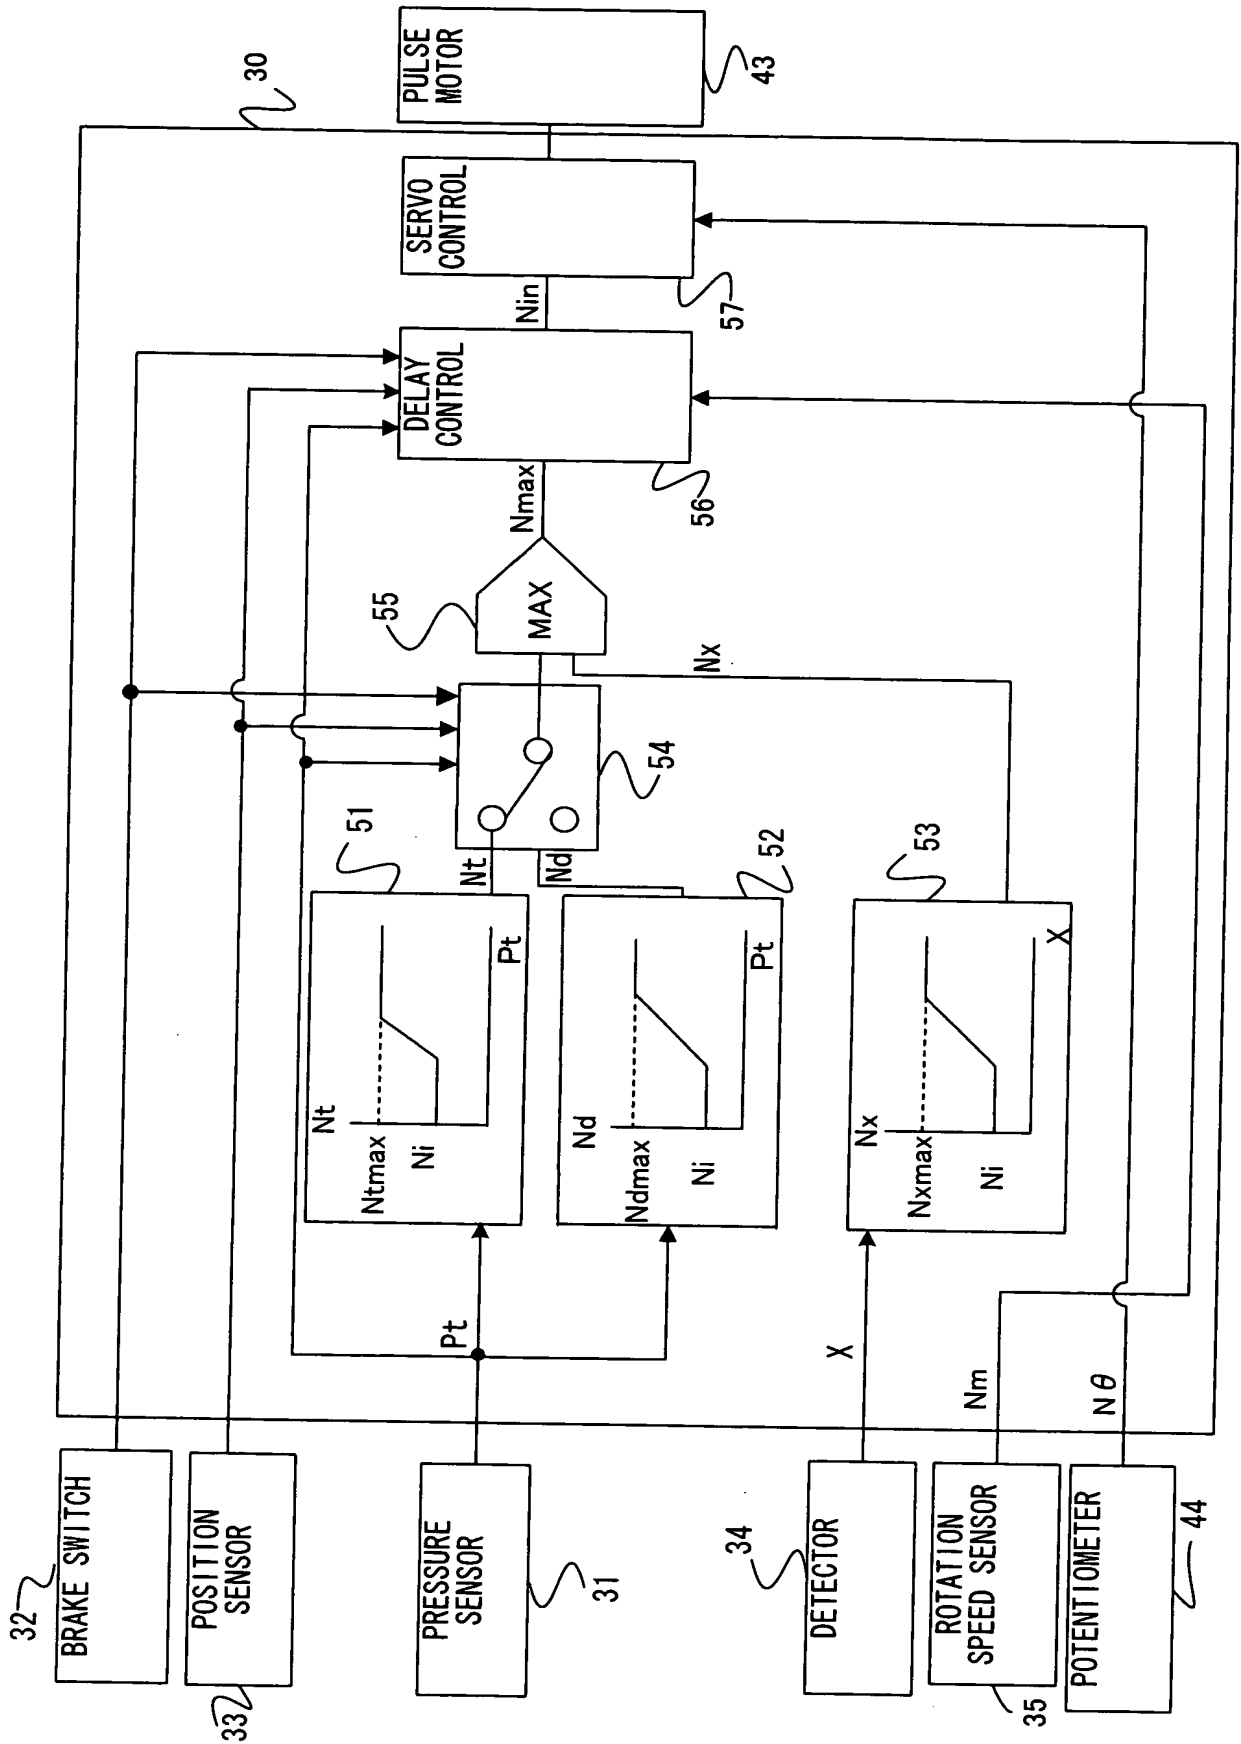 32
BRAKE SWITCH
33
POSITION
SENSOR
PRESSURE
SENSOR
31
34
DETECTOR
35
ROTATION
SPEED SENSOR
POTENTIOMETER
44
30
Pt
X
Nm
Nθ
51
Nt
Ntmax
Ni
Pt
52
Nd
Ndmax
Ni
Pt
53
Nx
Nxmax
Ni
X
Nt
Nd
54
Nx
55
MAX
Nmax
DELAY
CONTROL
56
Nin
SERVO
CONTROL
57
PULSE
MOTOR
43